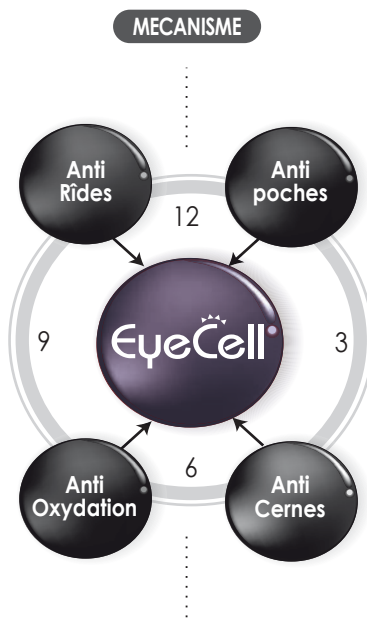 MECANISME
Anti
Rîdes
Anti
poches
12
9
EyeCell
3
6
Anti
Oxydation
Anti
Cernes